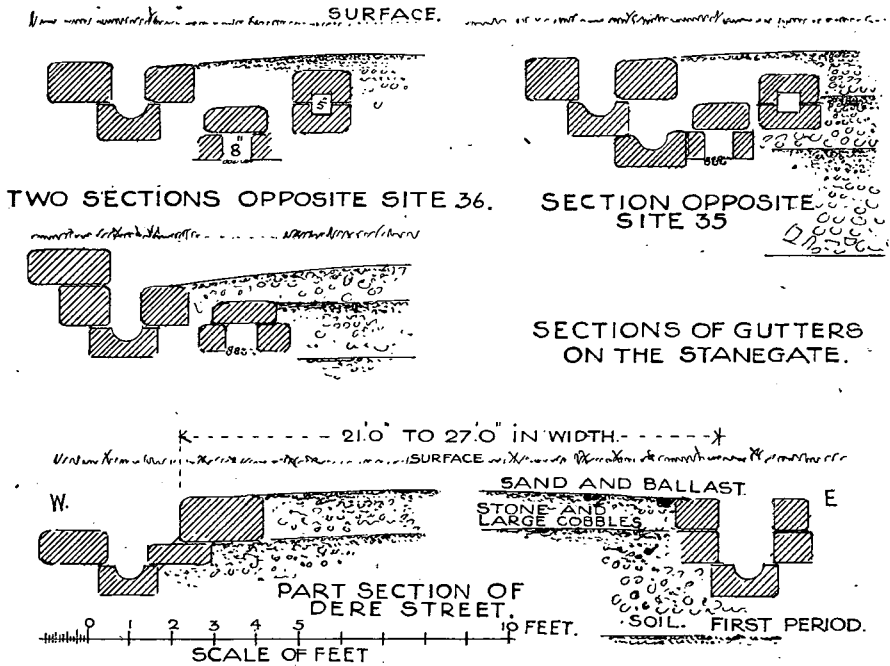 SURFACE.
5"
8"
TWO SECTIONS OPPOSITE SITE 36.
SECTION OPPOSITE
SITE 35
SECTIONS OF GUTTERS
ON THE STANEGATE.
21'.0" TO 27'.0" IN WIDTH.
SURFACE
W.
SAND AND BALLAST.
E
STONE AND
LARGE COBBLES
PART SECTION OF
DERE STREET.
SOIL. FIRST PERIOD.
0 1 2 3 4 5 10 FEET.
SCALE OF FEET